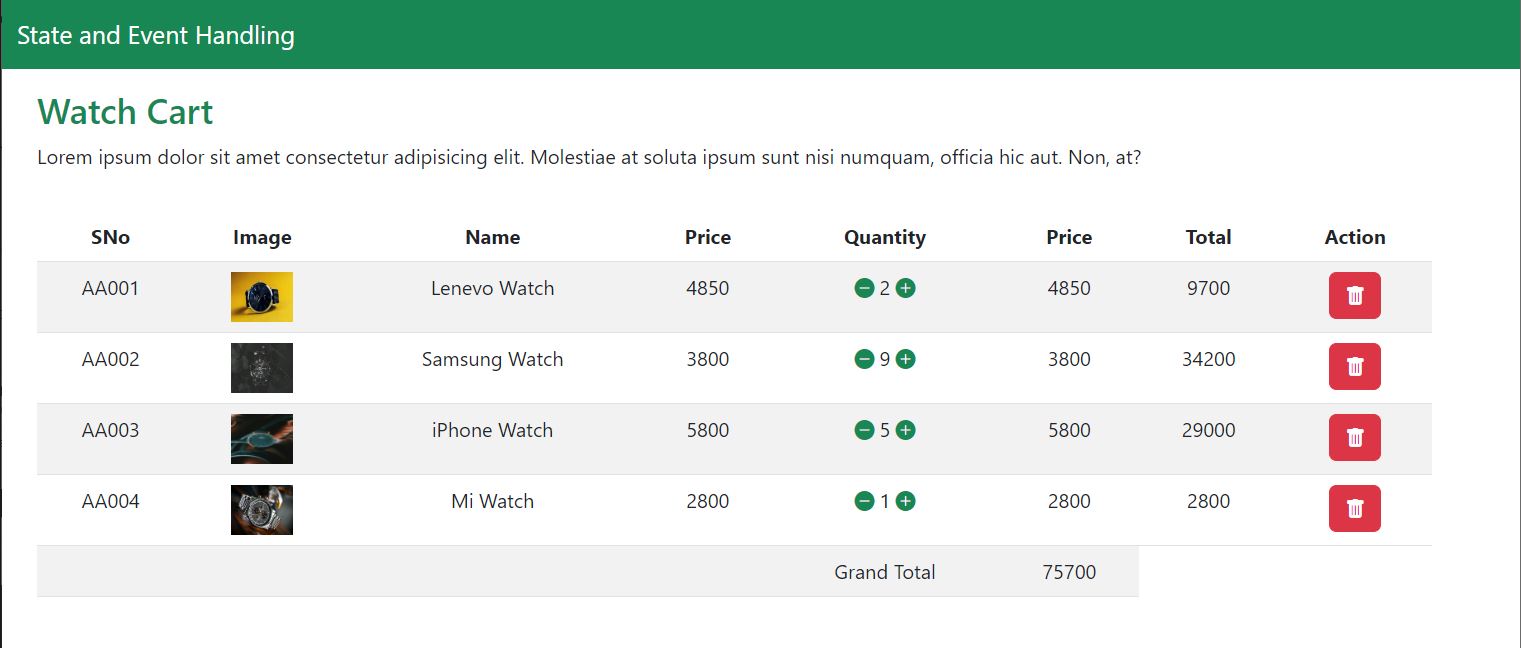 State and Event Handling
Watch Cart
Lorem ipsum dolor sit amet consectetur adipisicing elit. Molestiae at soluta ipsum sunt nisi numquam, officia hic aut. Non, at?
SNo Image Name Price Quantity Price Total Action
AA001 Lenevo Watch 4850 2 4850 9700
AA002 Samsung Watch 3800 9 3800 34200
AA003 iPhone Watch 5800 5 5800 29000
AA004 Mi Watch 2800 1 2800 2800
Grand Total 75700